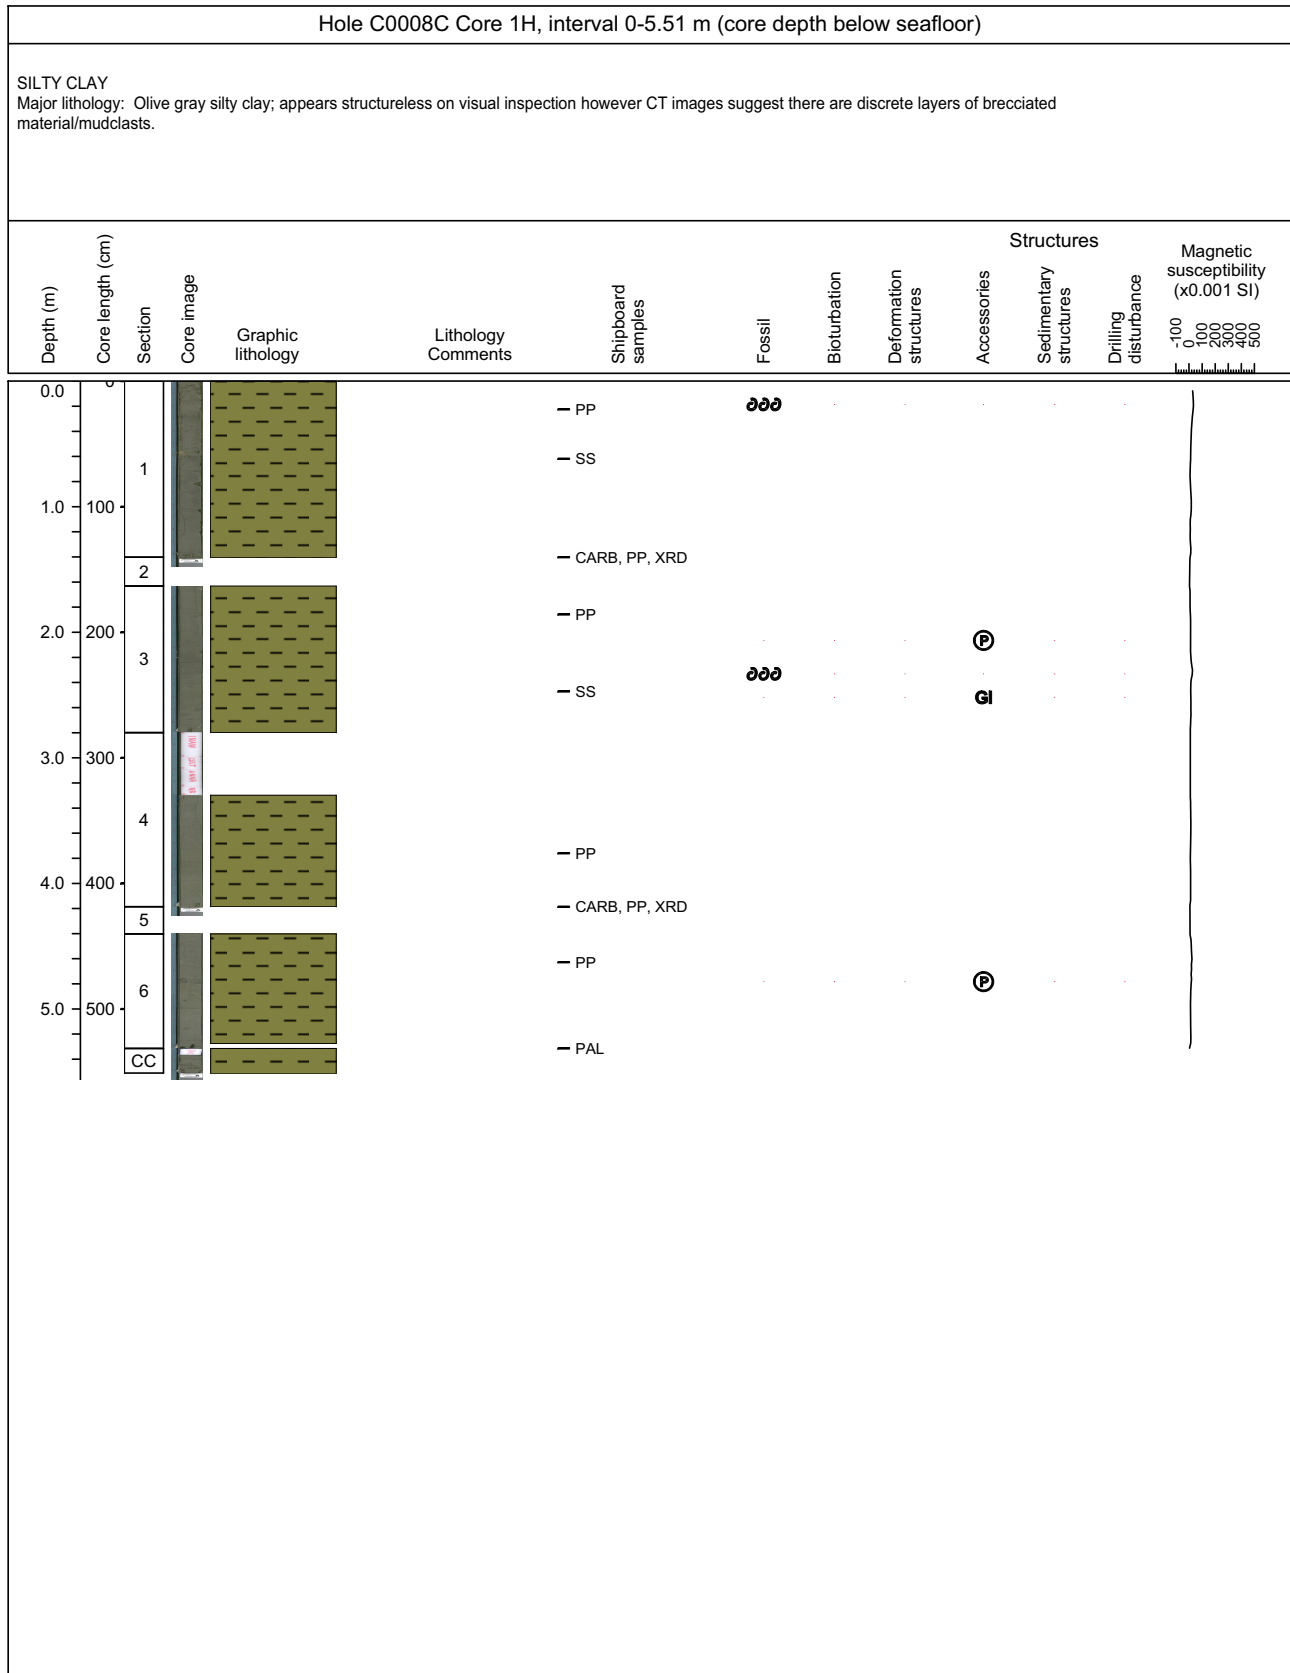 Hole C0008C Core 1H, interval 0-5.51 m (core depth below seafloor)
SILTY CLAY
Major lithology: Olive gray silty clay; appears structureless on visual inspection however CT images suggest there are discrete layers of brecciated
material/mudclasts.
Depth (m)
Core length (cm)
Section
Core image
Graphic
lithology
Lithology
Comments
Shipboard
samples
Fossil
Bioturbation
Deformation
structures
Structures
Accessories
Sedimentary
structures
Drilling
disturbance
Magnetic
susceptibility
(x0.001 SI)
-100
0
100
200
300
400
500
0.0
0
PP
SS
1
1.0
100
CARB, PP, XRD
2
PP
2.0
200
P
3
SS
GI
3.0
300
4
PP
4.0
400
CARB, PP, XRD
5
PP
P
6
5.0
500
PAL
CC